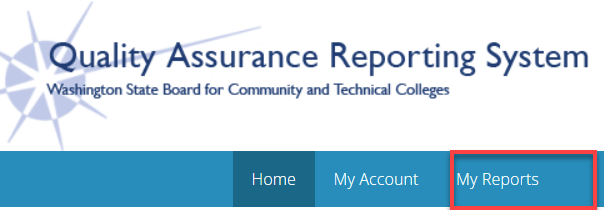 Quality Assurance Reporting System
Washington State Board for Community and Technical Colleges
Home My Account My Reports